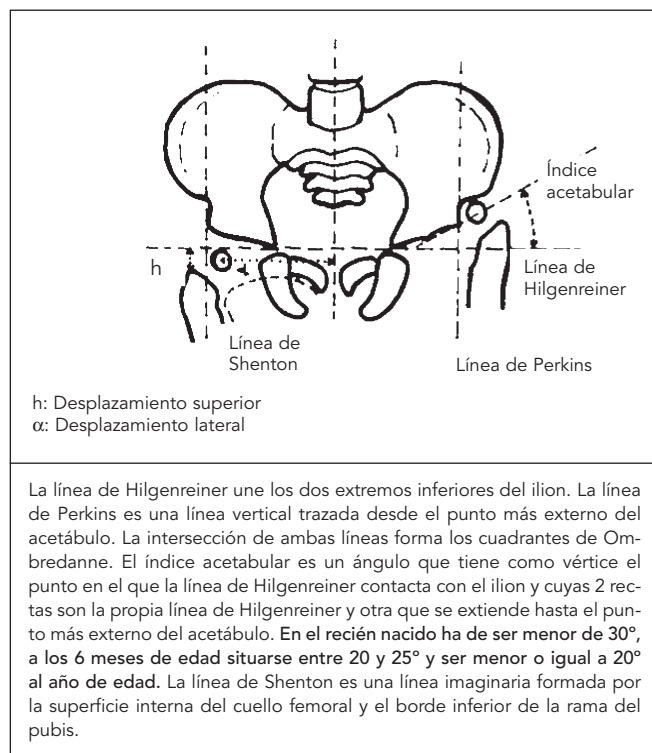 Índice
acetabular
h
Línea de
Hilgenreiner
Línea de
Shenton
Línea de Perkins
h: Desplazamiento superior
α: Desplazamiento lateral
La línea de Hilgenreiner une los dos extremos inferiores del ilion. La línea
de Perkins es una línea vertical trazada desde el punto más externo del
acetábulo. La intersección de ambas líneas forma los cuadrantes de Om-
bredanne. El índice acetabular es un ángulo que tiene como vértice el
punto en el que la línea de Hilgenreiner contacta con el ilion y cuyas 2 rec-
tas son la propia línea de Hilgenreiner y otra que se extiende hasta el pun-
to más externo del acetábulo. En el recién nacido ha de ser menor de 30º,
a los 6 meses de edad situarse entre 20 y 25º y ser menor o igual a 20º
al año de edad. La línea de Shenton es una línea imaginaria formada por
la superficie interna del cuello femoral y el borde inferior de la rama del
pubis.